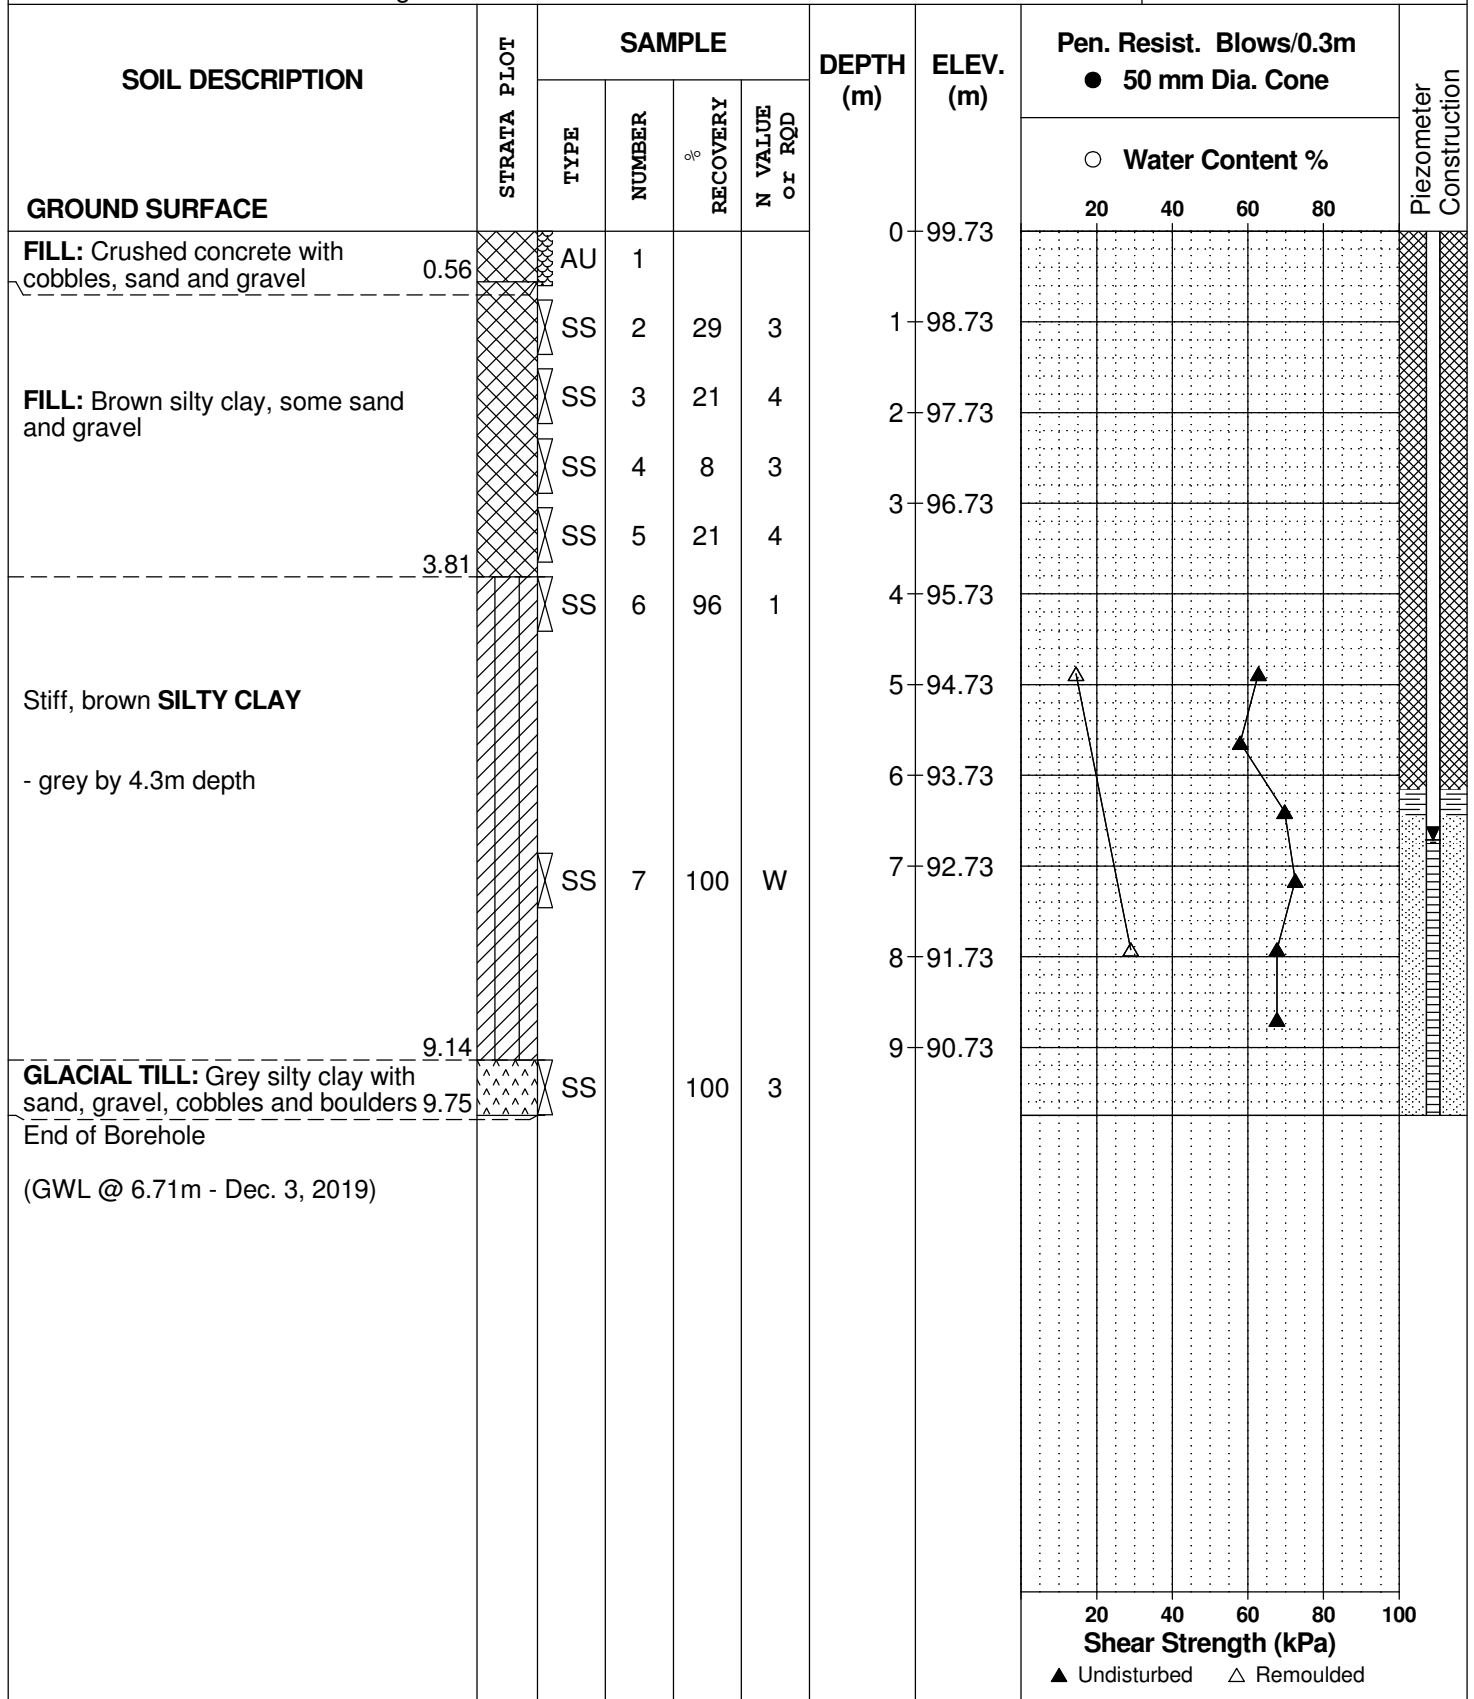 SOIL DESCRIPTION
GROUND SURFACE
STRATA PLOT
SAMPLE
TYPE
NUMBER
% RECOVERY
N VALUE or RQD
DEPTH (m)
ELEV. (m)
Pen. Resist. Blows/0.3m
● 50 mm Dia. Cone
○ Water Content %
20 40 60 80
Piezometer Construction
0 99.73
FILL: Crushed concrete with
cobbles, sand and gravel 0.56
AU 1
SS 2 29 3
1 98.73
FILL: Brown silty clay, some sand
and gravel
SS 3 21 4
2 97.73
SS 4 8 3
3 96.73
SS 5 21 4
3.81
SS 6 96 1
4 95.73
Stiff, brown SILTY CLAY
5 94.73
- grey by 4.3m depth
6 93.73
7 92.73
SS 7 100 W
8 91.73
9.14
9 90.73
GLACIAL TILL: Grey silty clay with
sand, gravel, cobbles and boulders 9.75
SS 100 3
End of Borehole
(GWL @ 6.71m - Dec. 3, 2019)
20 40 60 80 100
Shear Strength (kPa)
▲ Undisturbed △ Remoulded